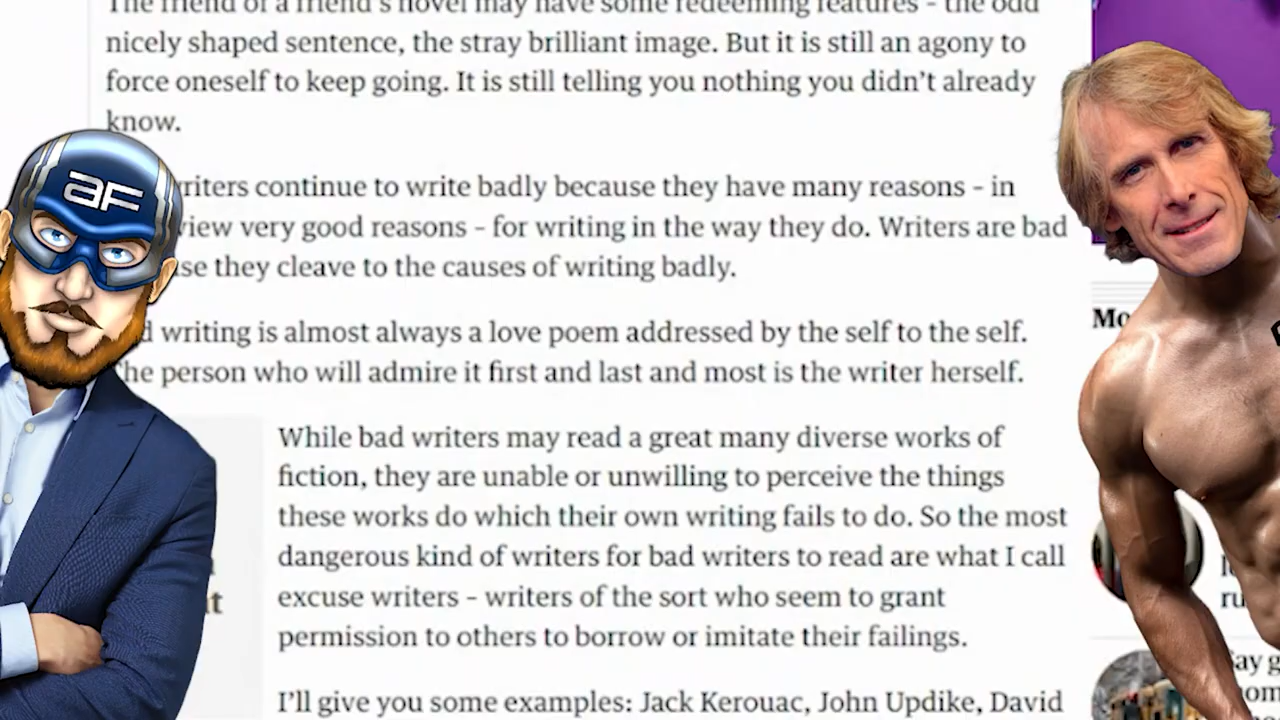 The friend of a friend's novel may have some redeeming features – the odd
nicely shaped sentence, the stray brilliant image. But it is still an agony to
force oneself to keep going. It is still telling you nothing you didn't already
know.
writers continue to write badly because they have many reasons – in
view very good reasons – for writing in the way they do. Writers are bad
se they cleave to the causes of writing badly.
d writing is almost always a love poem addressed by the self to the self.
The person who will admire it first and last and most is the writer herself.
While bad writers may read a great many diverse works of
fiction, they are unable or unwilling to perceive the things
these works do which their own writing fails to do. So the most
dangerous kind of writers for bad writers to read are what I call
excuse writers – writers of the sort who seem to grant
permission to others to borrow or imitate their failings.
I'll give you some examples: Jack Kerouac, John Updike, David
aF
Mo